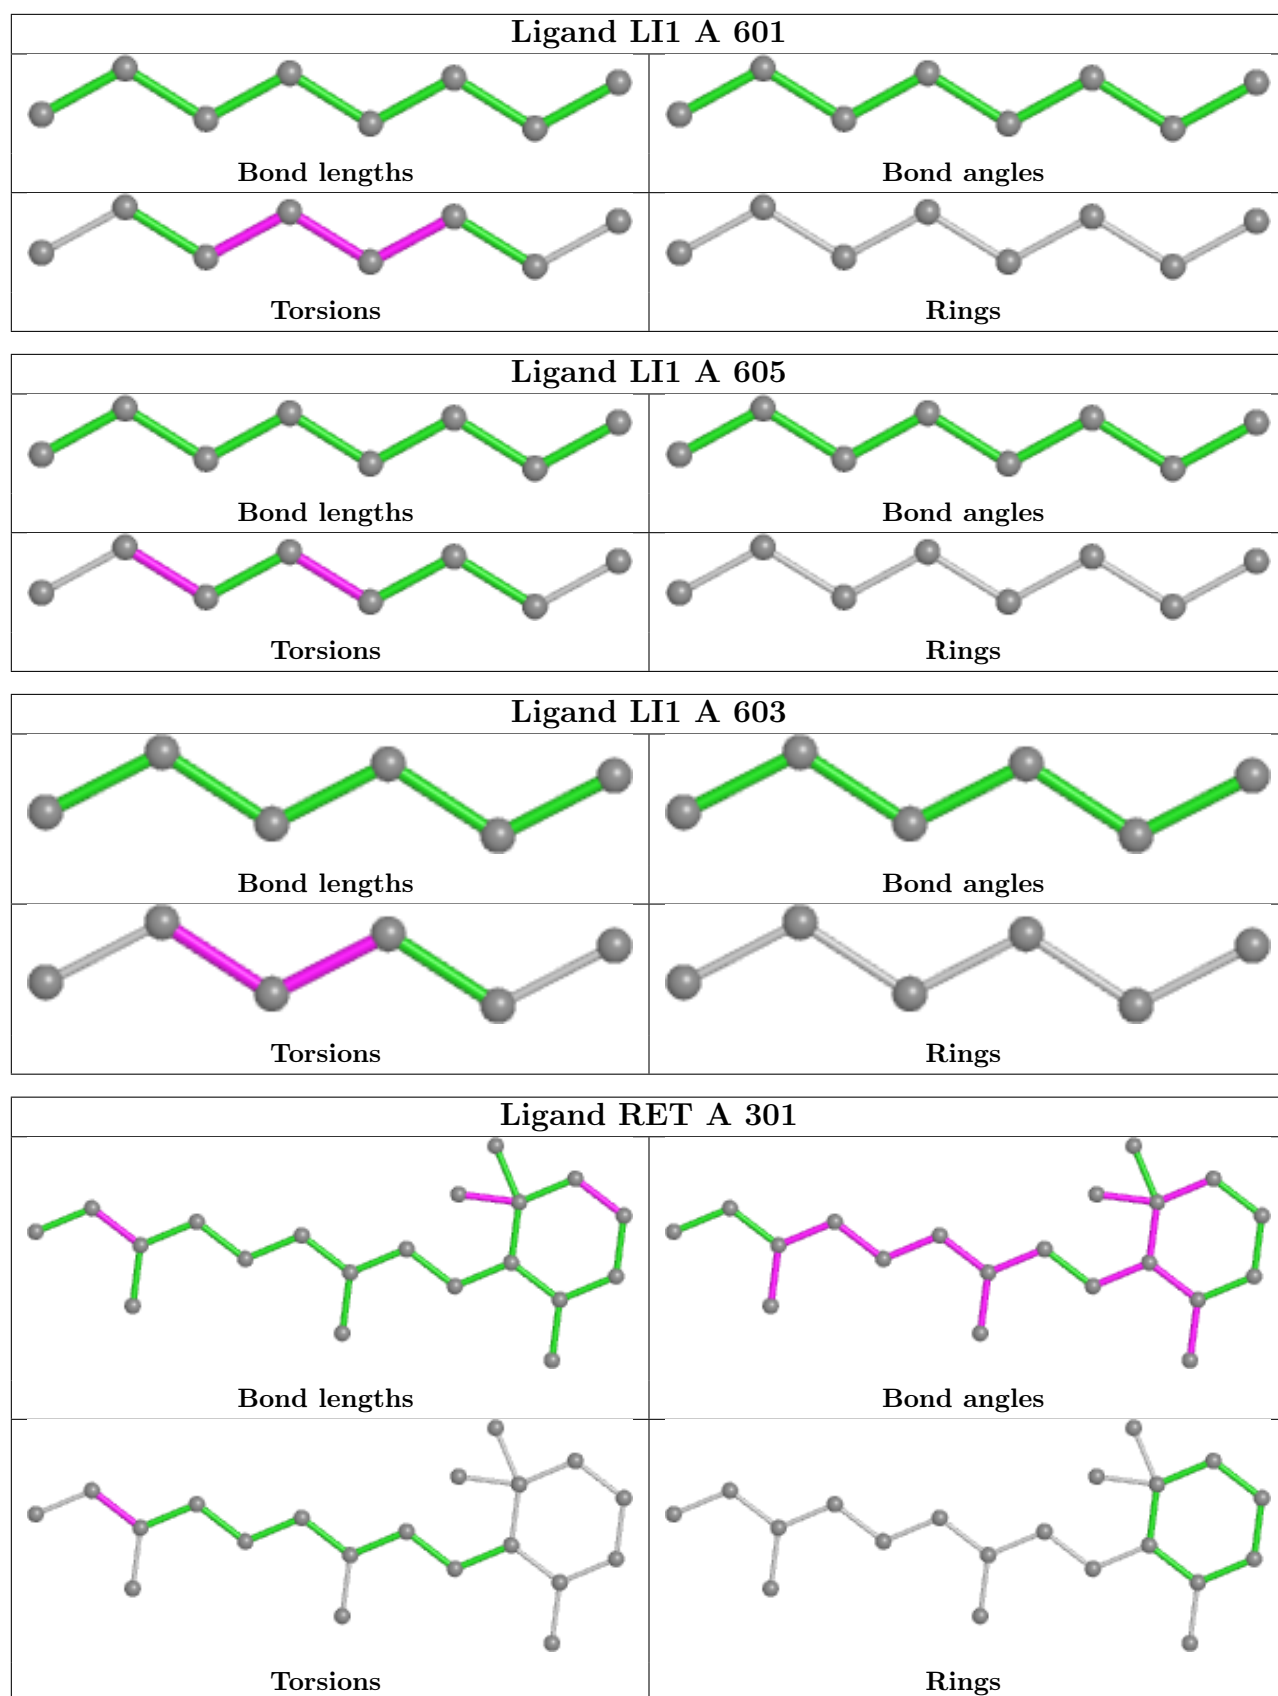 Ligand LI1 A 601
Bond lengths Bond angles
Torsions Rings
Ligand LI1 A 605
Bond lengths Bond angles
Torsions Rings
Ligand LI1 A 603
Bond lengths Bond angles
Torsions Rings
Ligand RET A 301
Bond lengths Bond angles
Torsions Rings